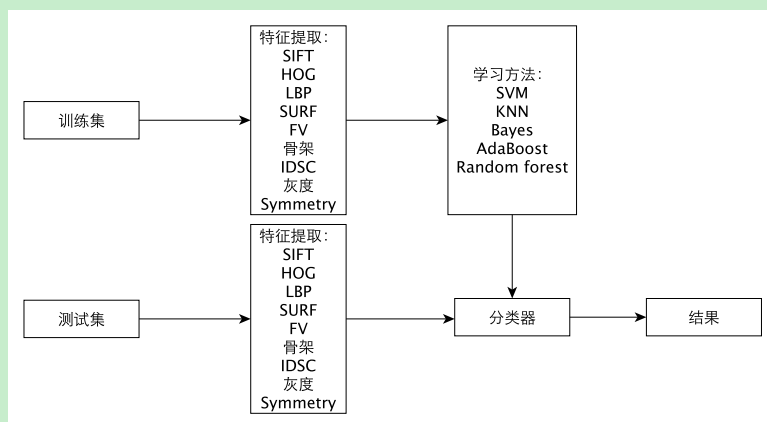 训练集
特征提取：
SIFT
HOG
LBP
SURF
FV
骨架
IDSC
灰度
Symmetry
学习方法：
SVM
KNN
Bayes
AdaBoost
Random forest
测试集
特征提取：
SIFT
HOG
LBP
SURF
FV
骨架
IDSC
灰度
Symmetry
分类器
结果